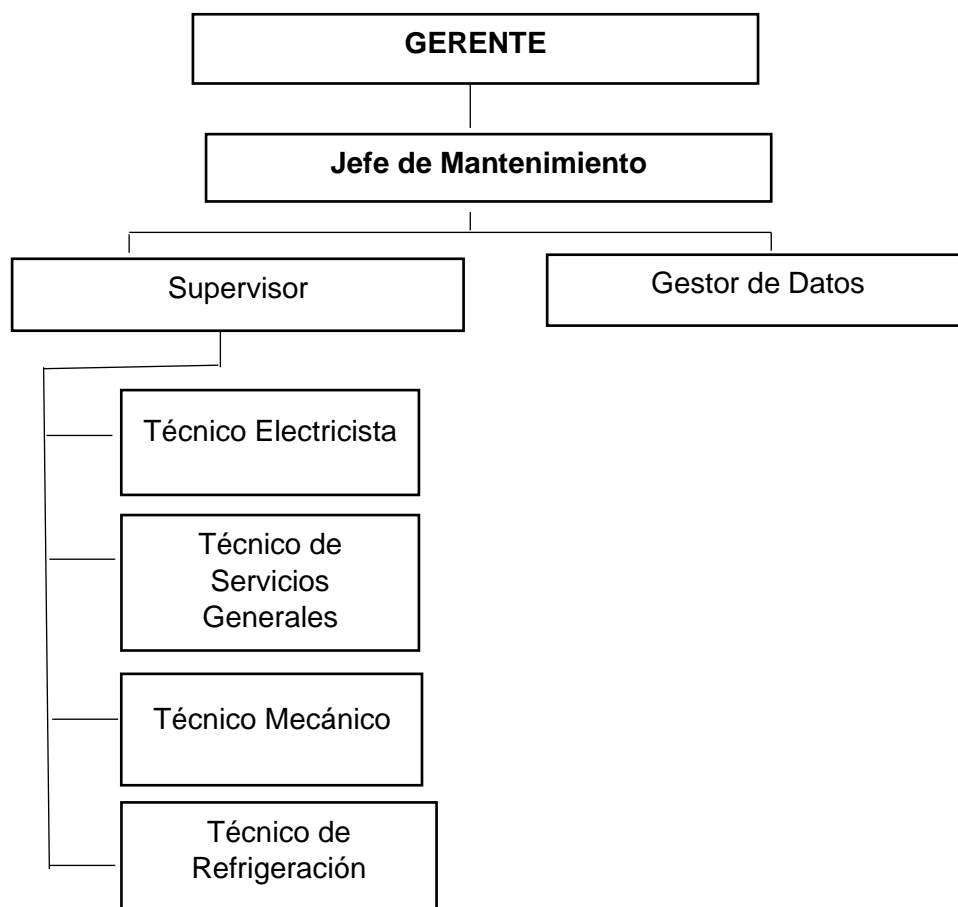 GERENTE
Jefe de Mantenimiento
Supervisor
Gestor de Datos
Técnico Electricista
Técnico de
Servicios
Generales
Técnico Mecánico
Técnico de
Refrigeración